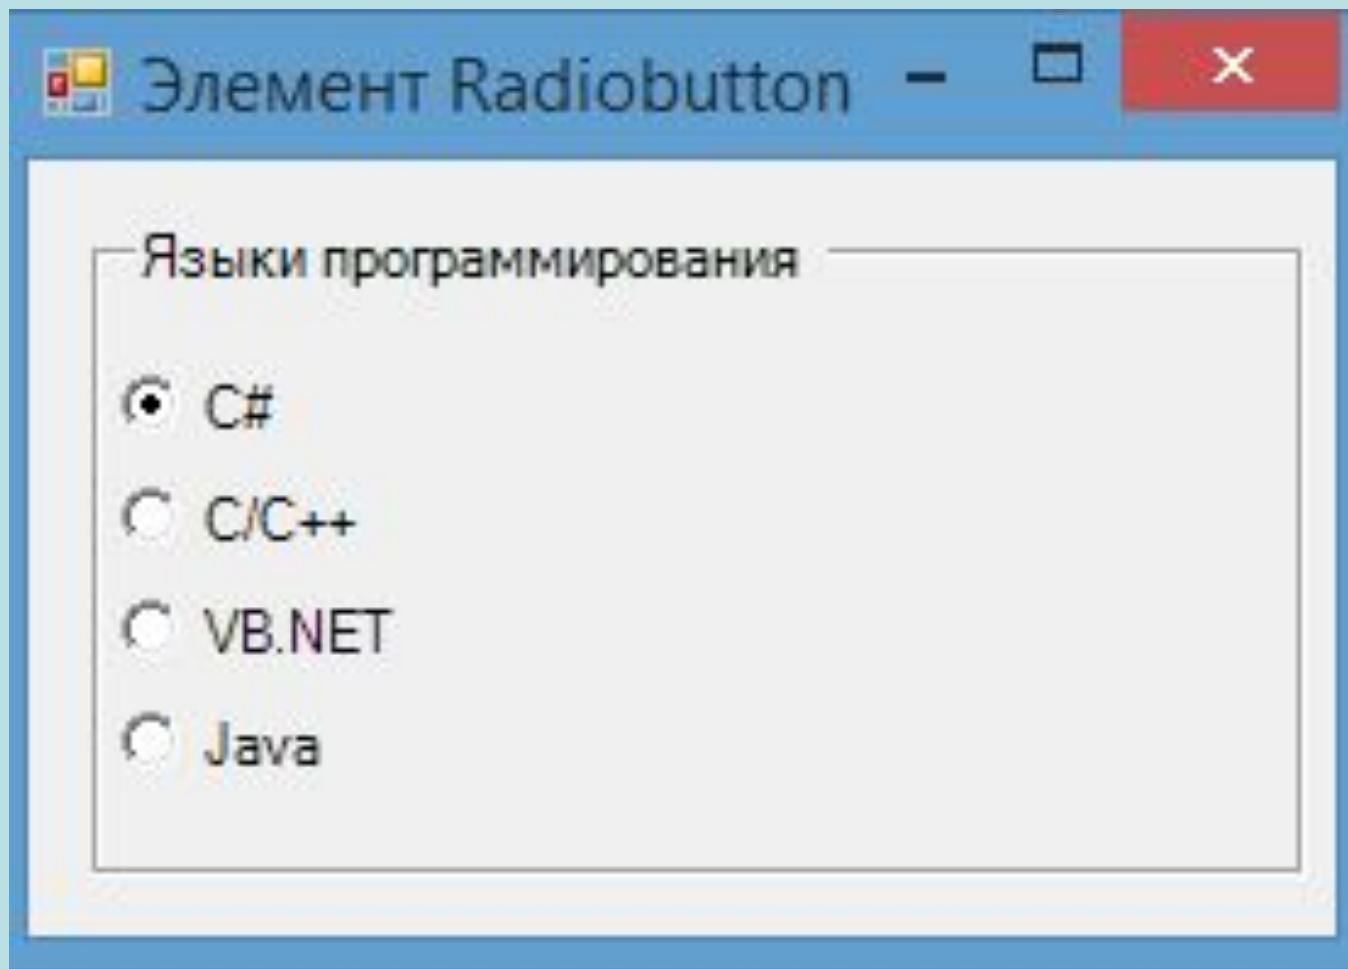 Элемент Radiobutton
Языки программирования
C#
C/C++
VB.NET
Java